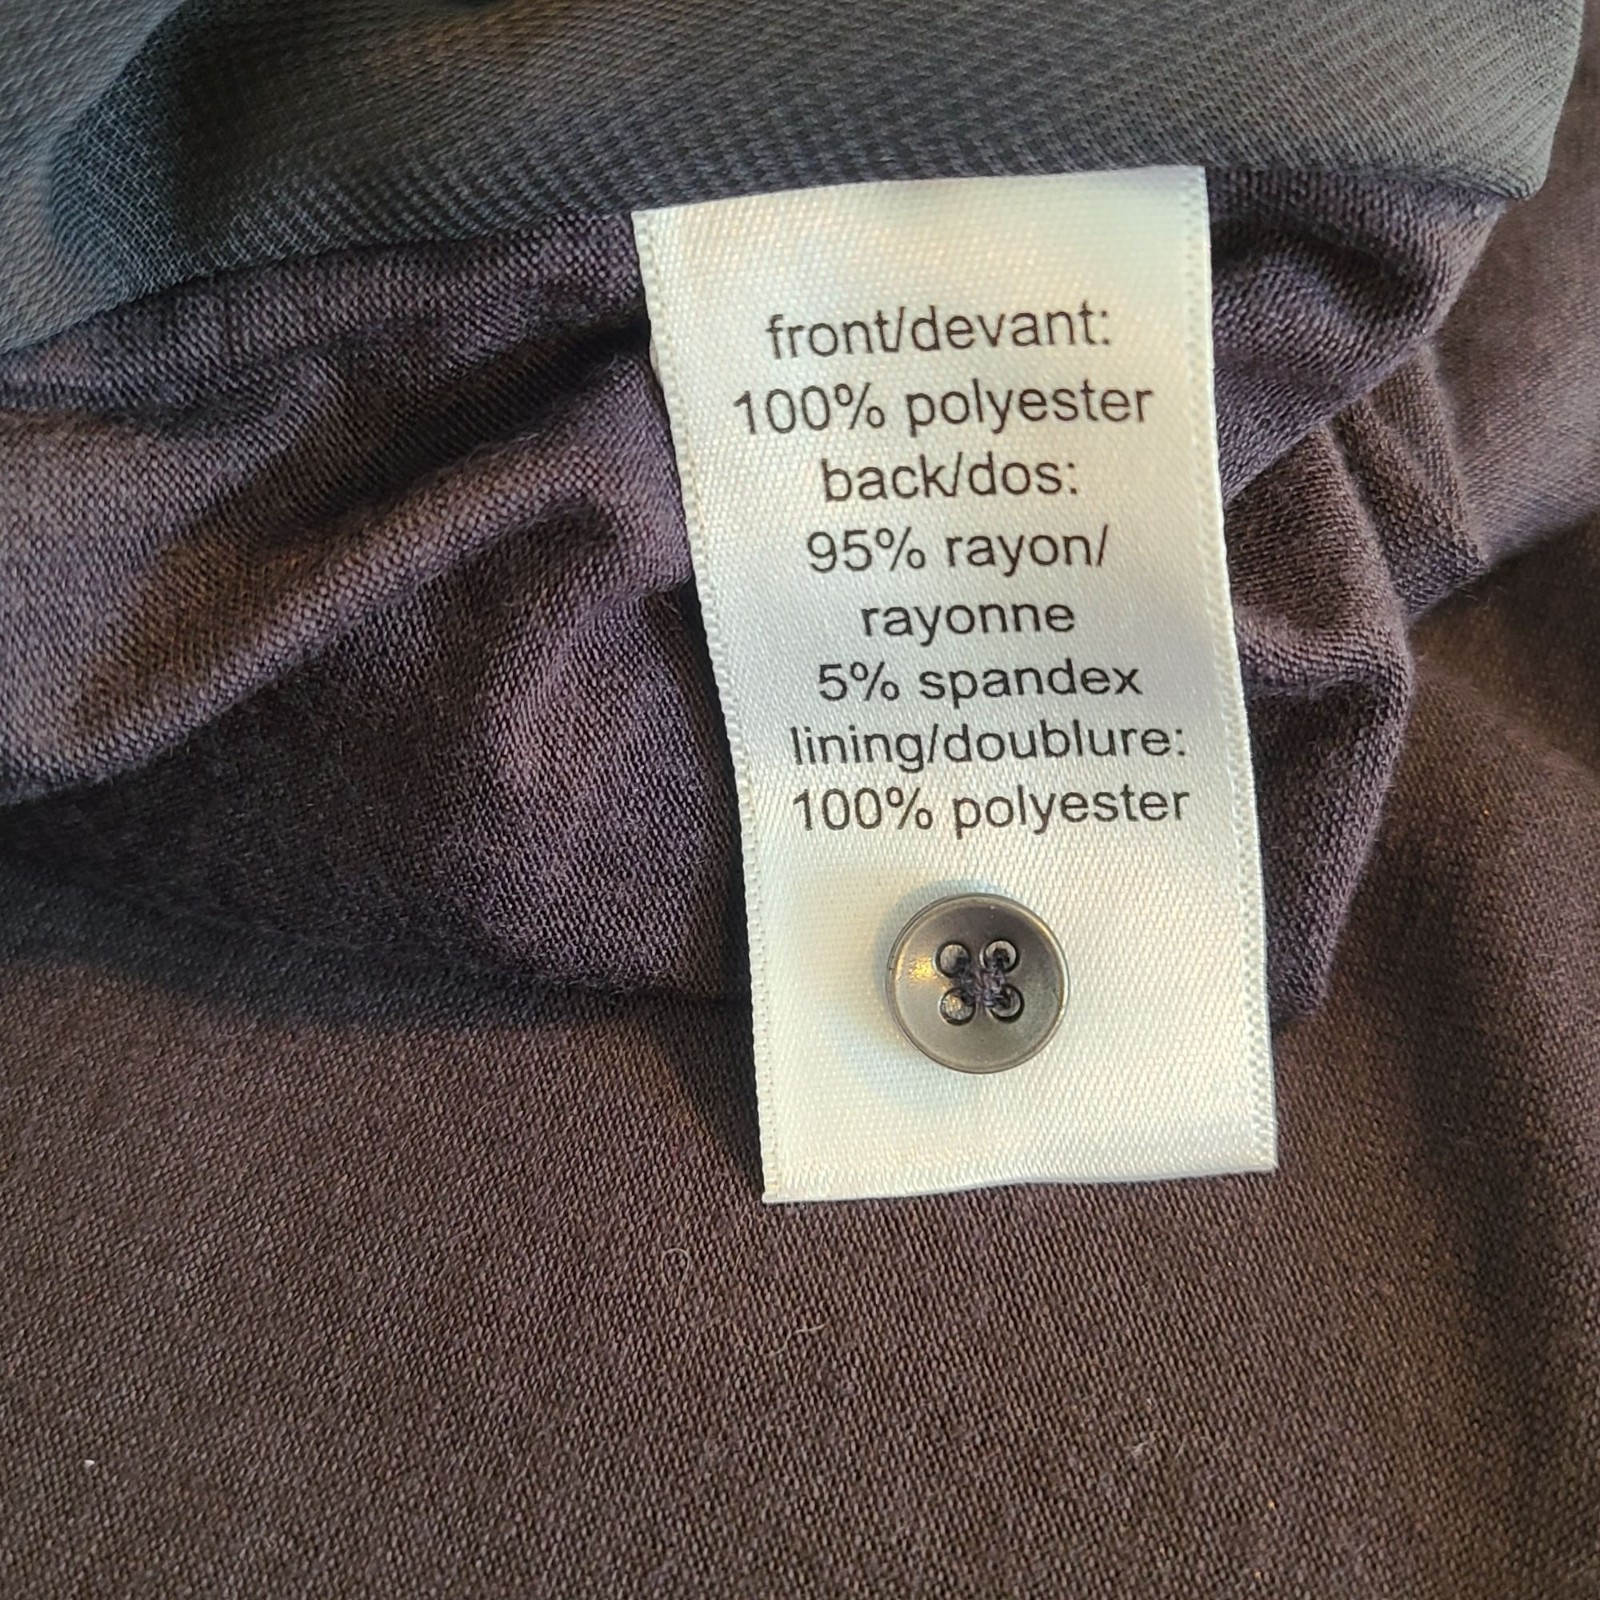 front/devant:
100% polyester
back/dos:
95% rayon/
rayonne
5% spandex
lining/doublure:
100% polyester